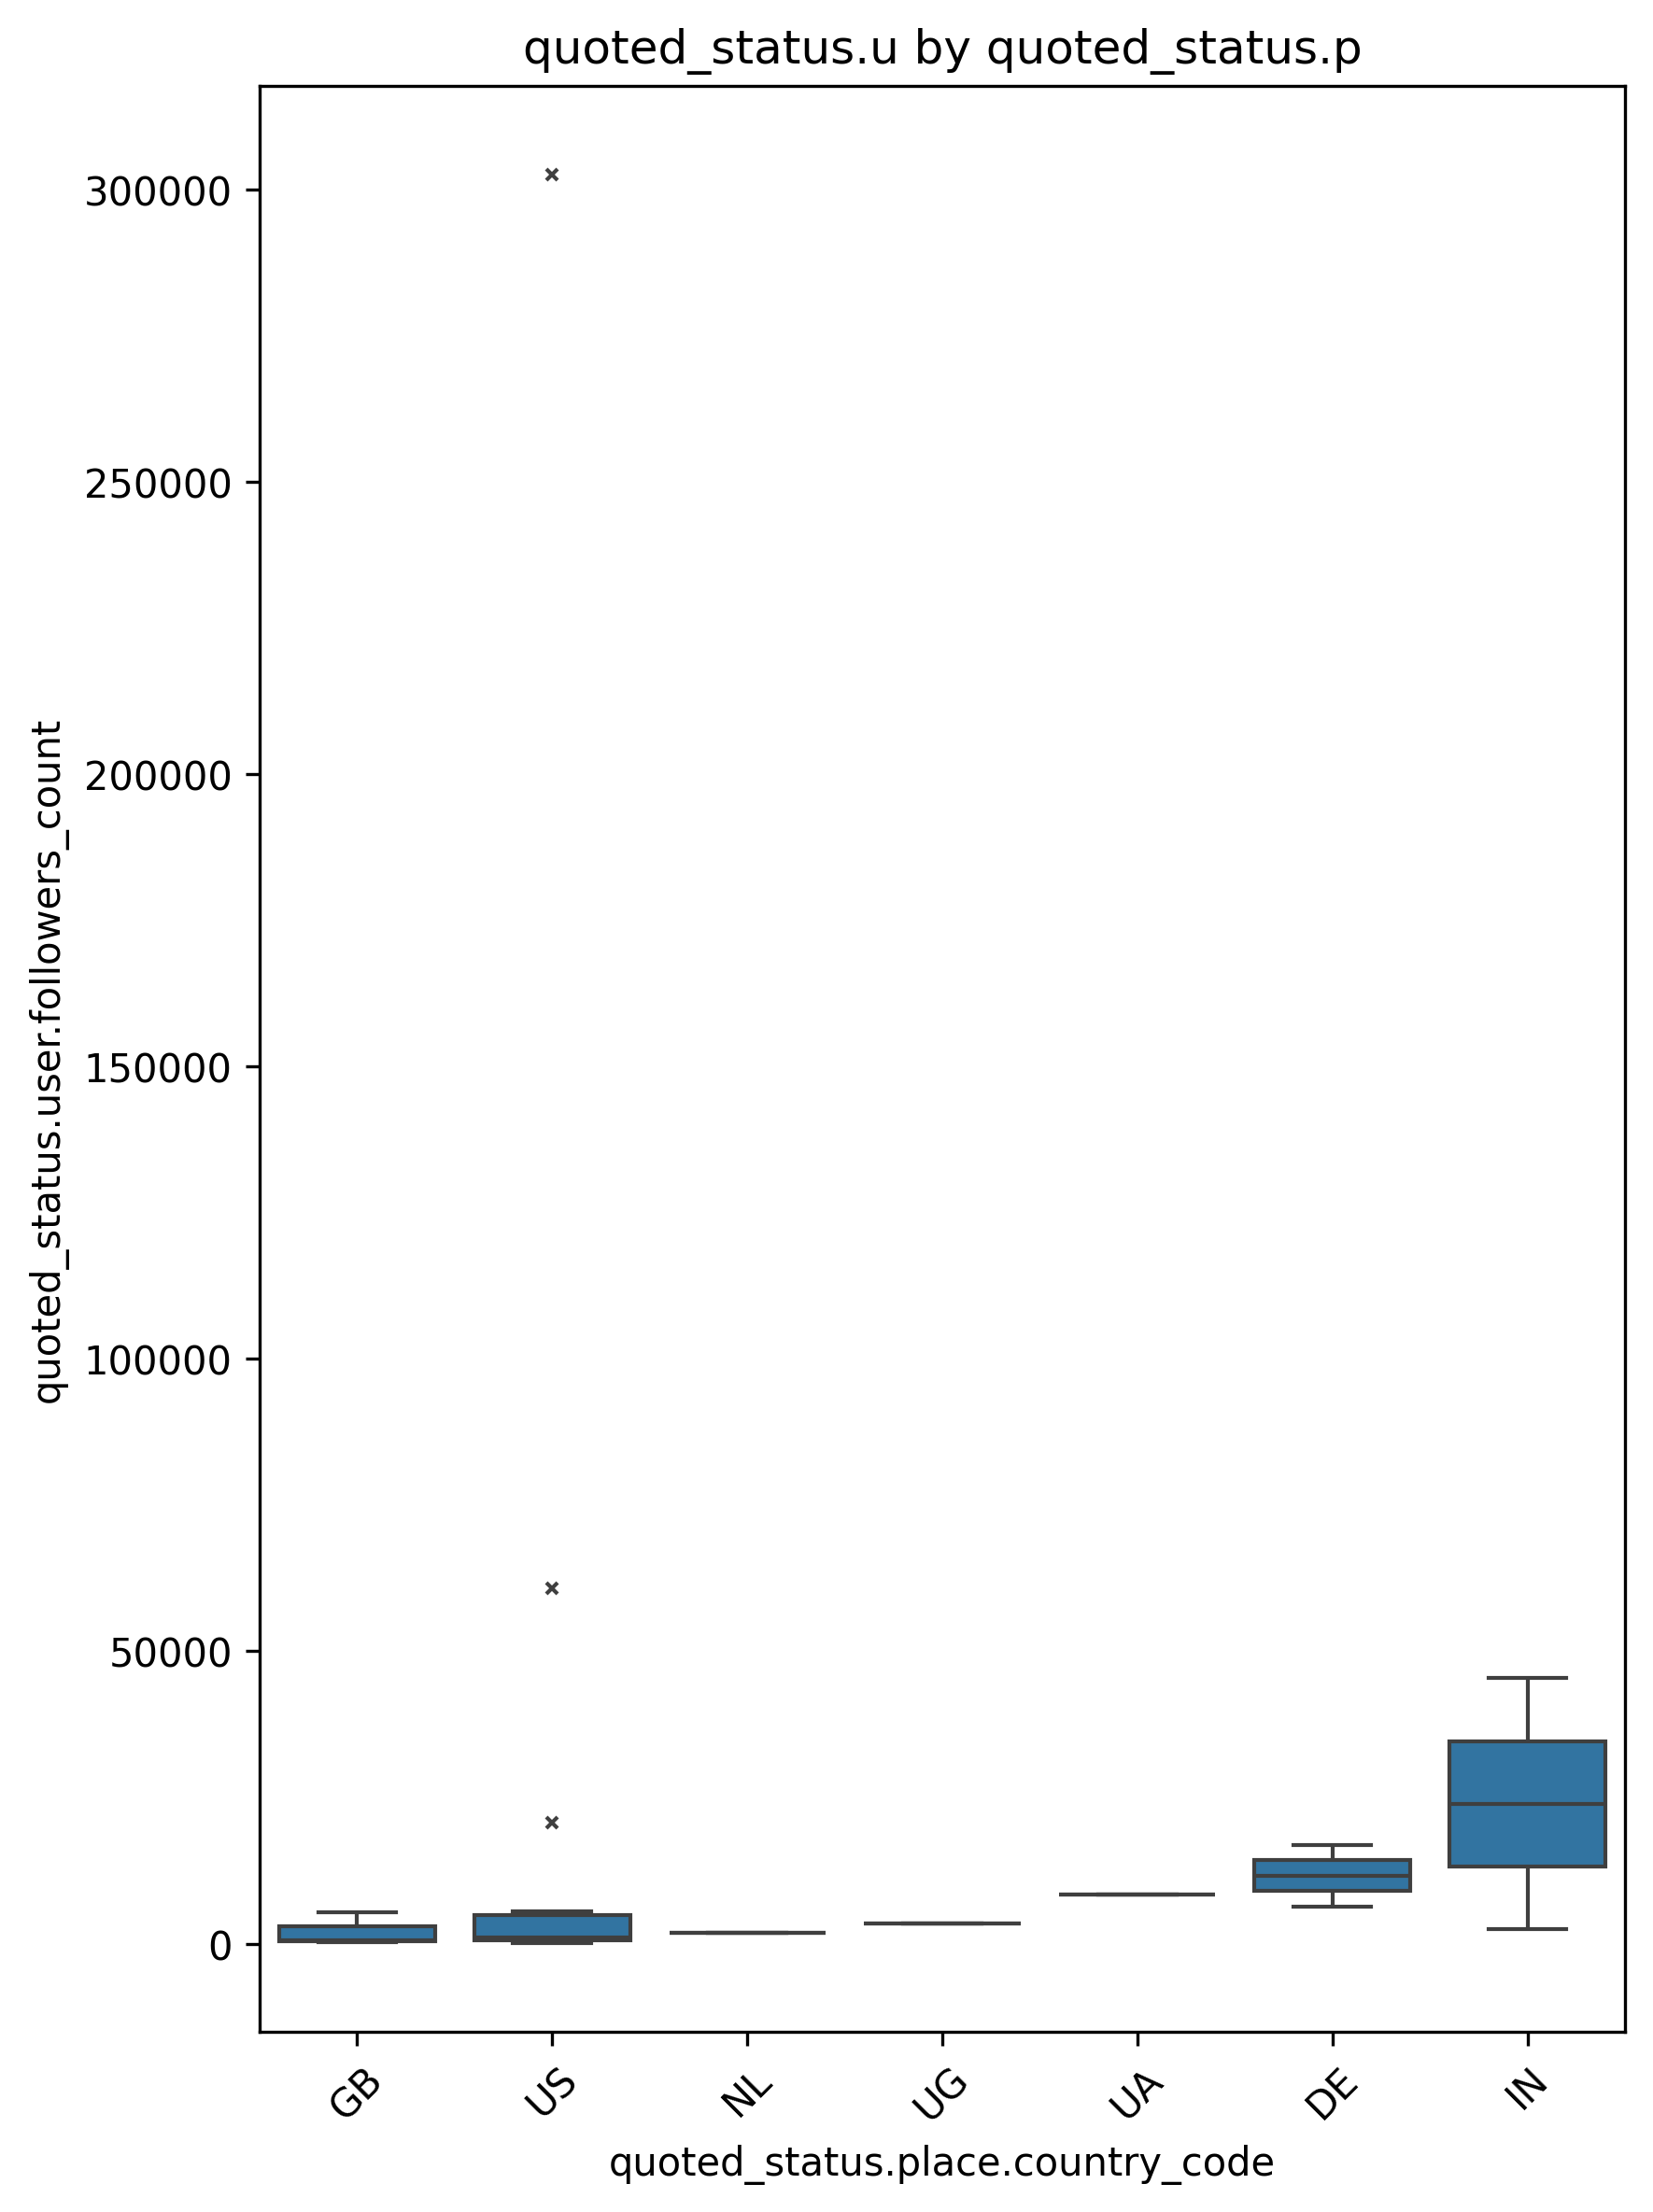 quoted_status.u by quoted_status.p
quoted_status.user.followers_count
300000
250000
200000
150000
100000
50000
0
GB
US
NL
UG
UA
DE
IN
quoted_status.place.country_code